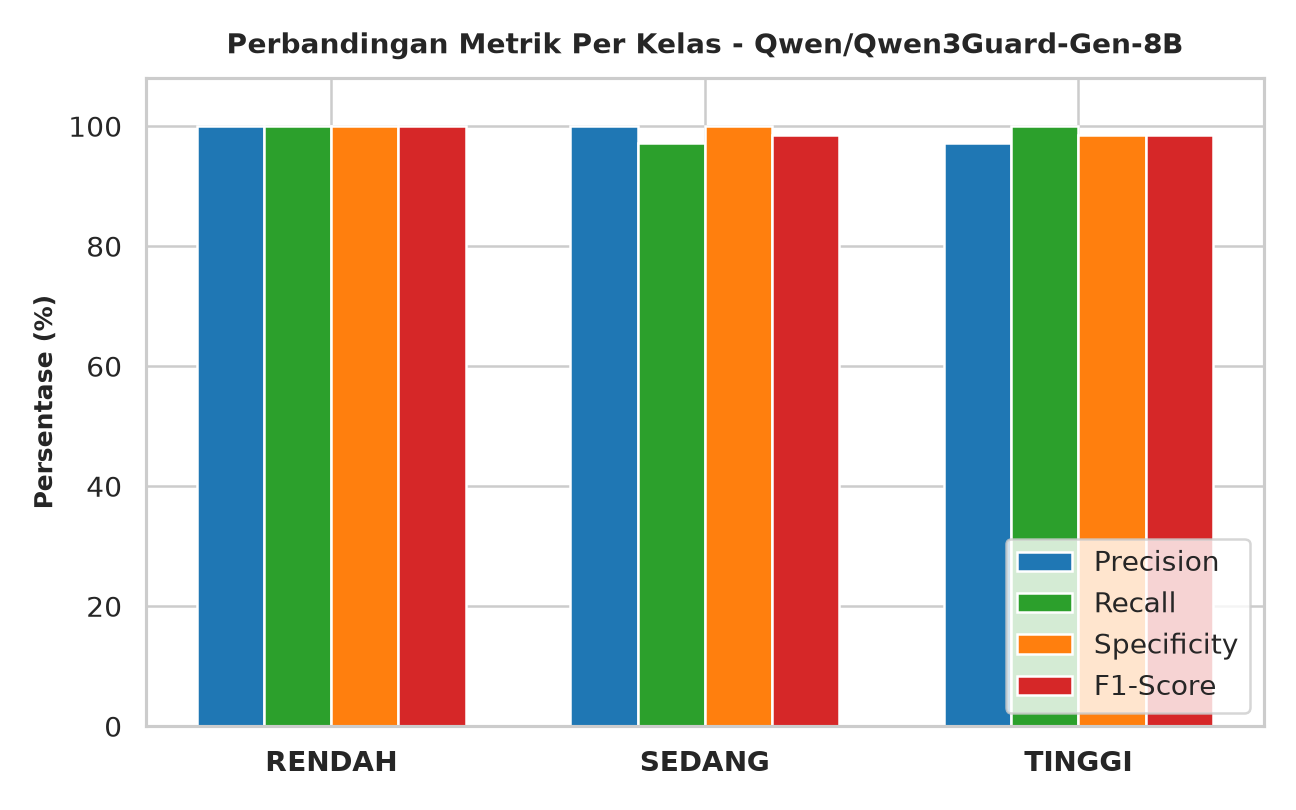 Perbandingan Metrik Per Kelas - Qwen/Qwen3Guard-Gen-8B
Persentase (%)
100
80
60
40
20
0
RENDAH
SEDANG
TINGGI
Precision
Recall
Specificity
F1-Score